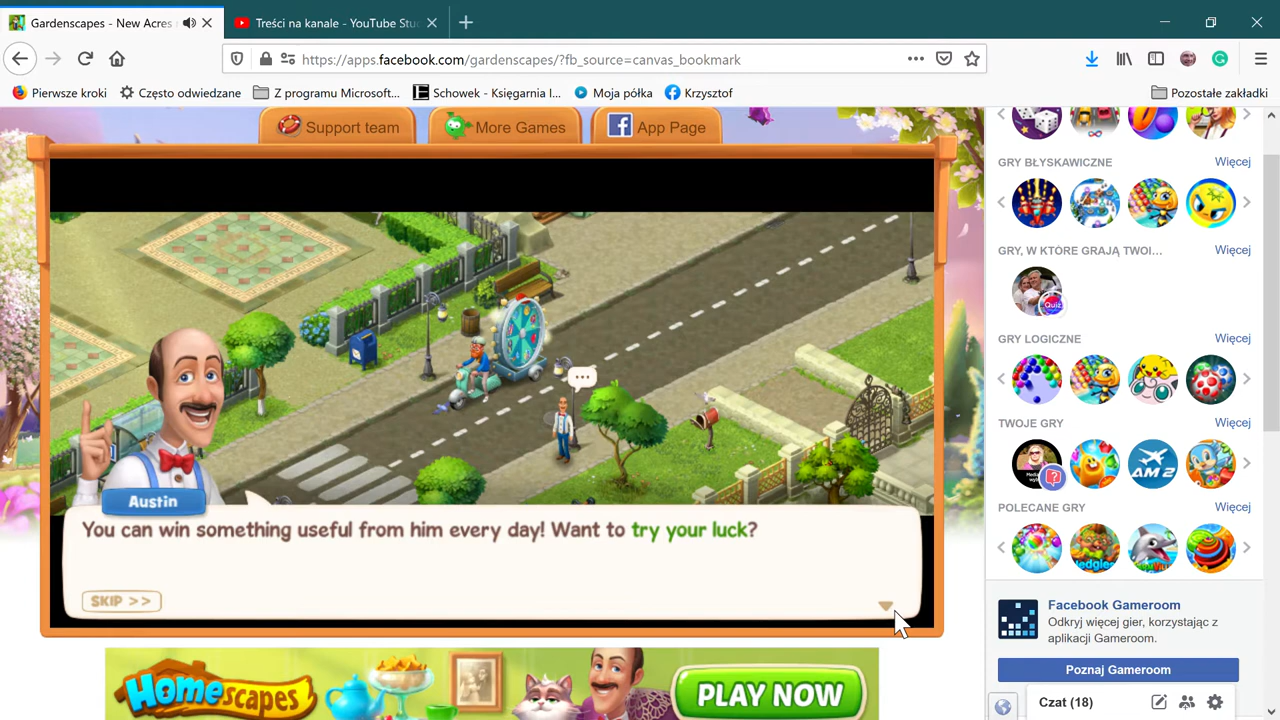 Gardenscapes - New Acres
Treści na kanale - YouTube Stu
https://apps.facebook.com/gardenscapes/?fb_source=canvas_bookmark
Pierwsze kroki
Często odwiedzane
Z programu Microsoft...
Schowek - Księgarnia I...
Moja półka
Krzysztof
Pozostałe zakładki
Support team
More Games
App Page
Austin
You can win something useful from him every day! Want to try your luck?
SKIP >>
Homescapes
PLAY NOW
GRY BŁYSKAWICZNE
Więcej
GRY, W KTÓRE GRAJĄ TWOI...
Więcej
Quiz
GRY LOGICZNE
Więcej
TWOJE GRY
Więcej
AM 2
POLECANE GRY
Więcej
Facebook Gameroom
Odkryj więcej gier, korzystając z
aplikacji Gameroom.
Poznaj Gameroom
Czat (18)